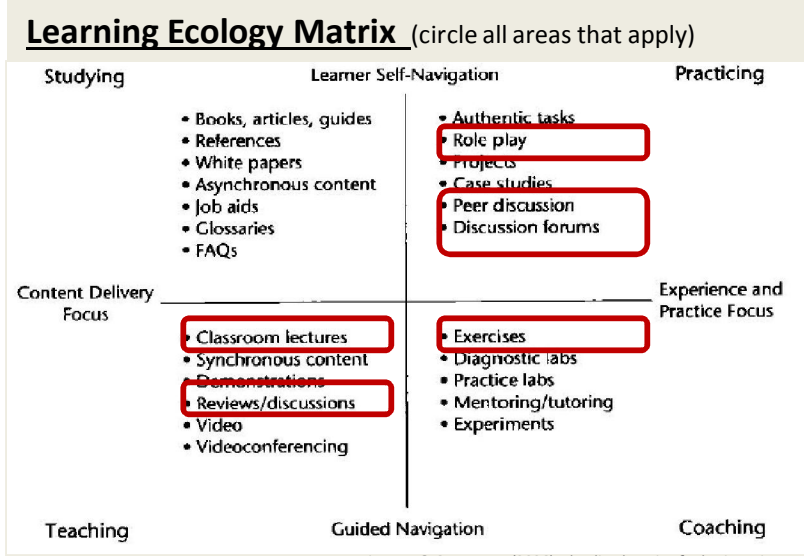 Learning Ecology Matrix (circle all areas that apply)
Studying
Learner Self-Navigation
Practicing
• Books, articles, guides
• References
• White papers
• Asynchronous content
• Job aids
• Glossaries
• FAQs
• Authentic tasks
• Role play
• Projects
• Case studies
• Peer discussion
• Discussion forums
Content Delivery
Focus
Experience and
Practice Focus
• Classroom lectures
• Synchronous content
• Demonstrations
• Reviews/discussions
• Video
• Videoconferencing
• Exercises
• Diagnostic labs
• Practice labs
• Mentoring/tutoring
• Experiments
Teaching
Guided Navigation
Coaching